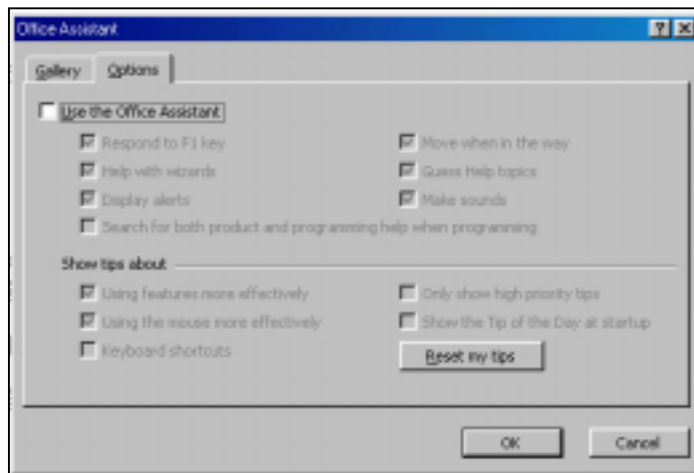 Office Assistant
Gallery Options
Use the Office Assistant
Respond to F1 key Move when in the way
Help with wizards Guess Help topics
Display alerts Make sounds
Search for both product and programming help when programming
Show tips about
Using features more effectively Only show high priority tips
Using the mouse more effectively Show the Tip of the Day at startup
Keyboard shortcuts Reset my tips
OK Cancel